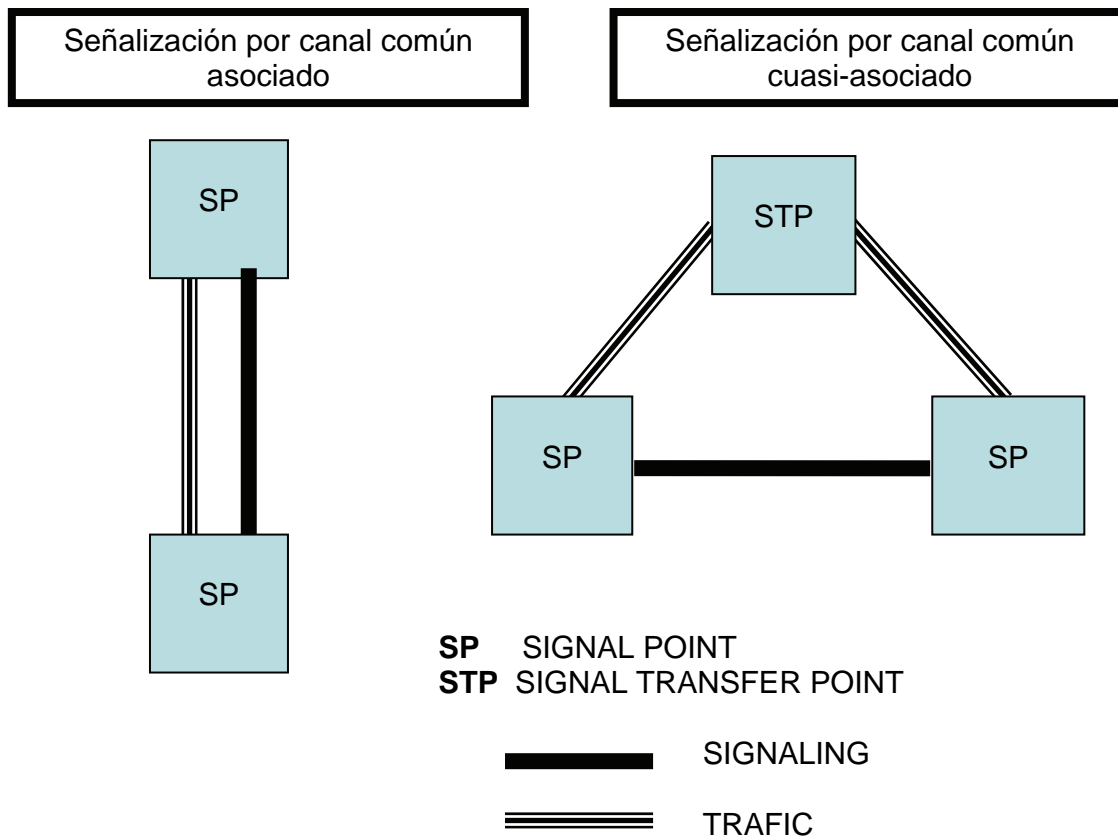 Señalización por canal común
asociado
Señalización por canal común
cuasi-asociado
SP
STP
SP
SP
SP
SP SIGNAL POINT
STP SIGNAL TRANSFER POINT
SIGNALING
TRAFIC